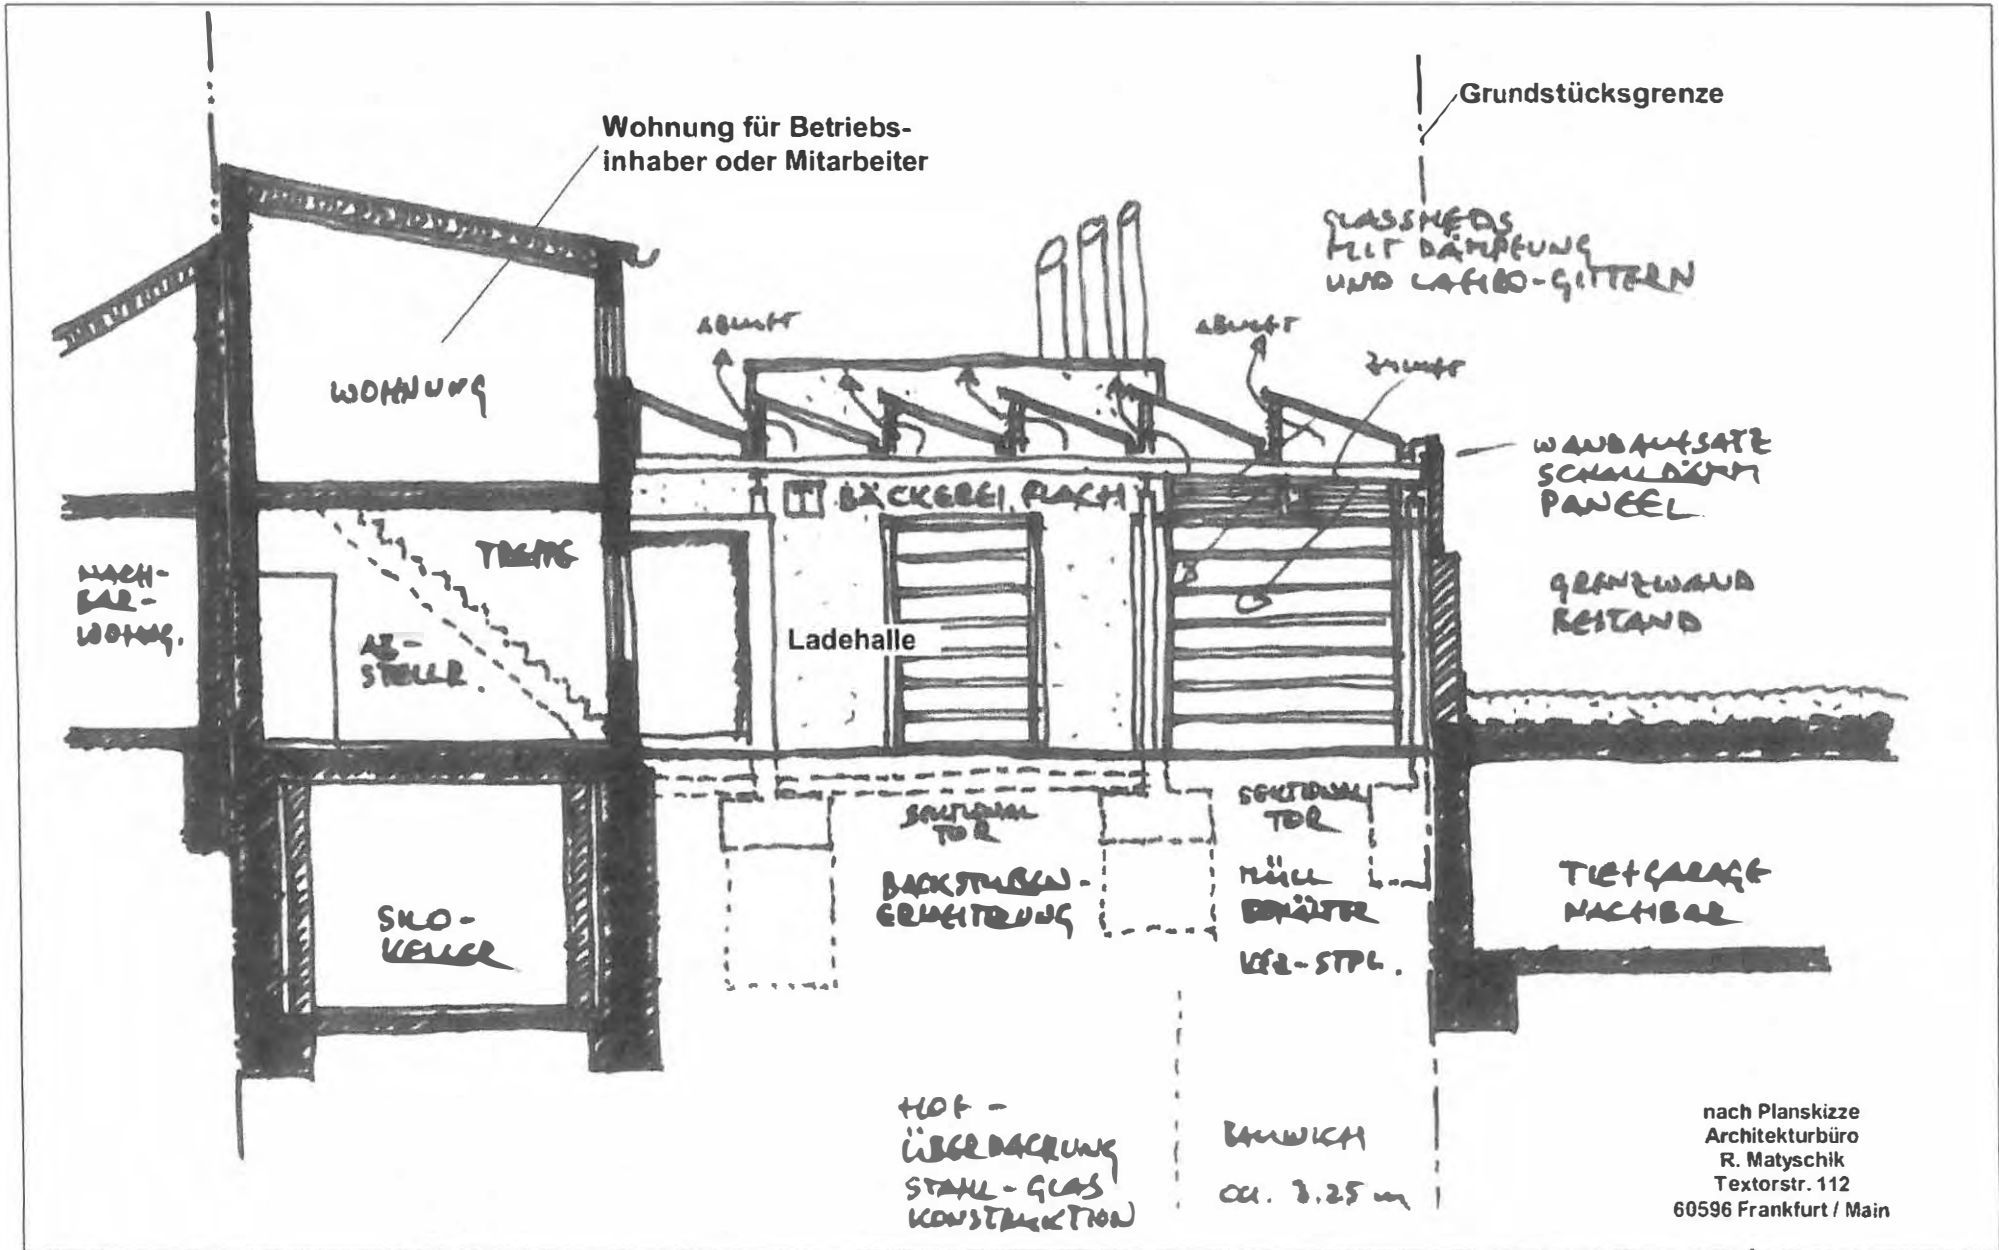 Grundstücksgrenze
Wohnung für Betriebs-
inhaber oder Mitarbeiter
GLASSHEDS
MIT DÄMPFUNG
UND LAHBO-GITTERN
ABLUFT
ABLUFT
ZULUFT
WOHNUNG
WANDAUFSATZ
SCHALLDÄMM
PANEEL
BÄCKEREI FLACH
TREPPE
NACH-
BAR-
WOHNG.
AB-
STELLR.
Ladehalle
GRENZWAND
BESTAND
SEKTIONAL
TOR
SEKTIONAL
TOR
BACKSTUBEN-
ERWEITERUNG
MÜLL
BEHÄLTER
KFZ-STPL.
TIEFGARAGE
NACHBAR
SILO-
KELLER
HOF-
ÜBERDACHUNG
STAHL-GLAS
KONSTRUKTION
BAUWICH
ca. 3.25 m
nach Planskizze
Architekturbüro
R. Matyschik
Textorstr. 112
60596 Frankfurt / Main